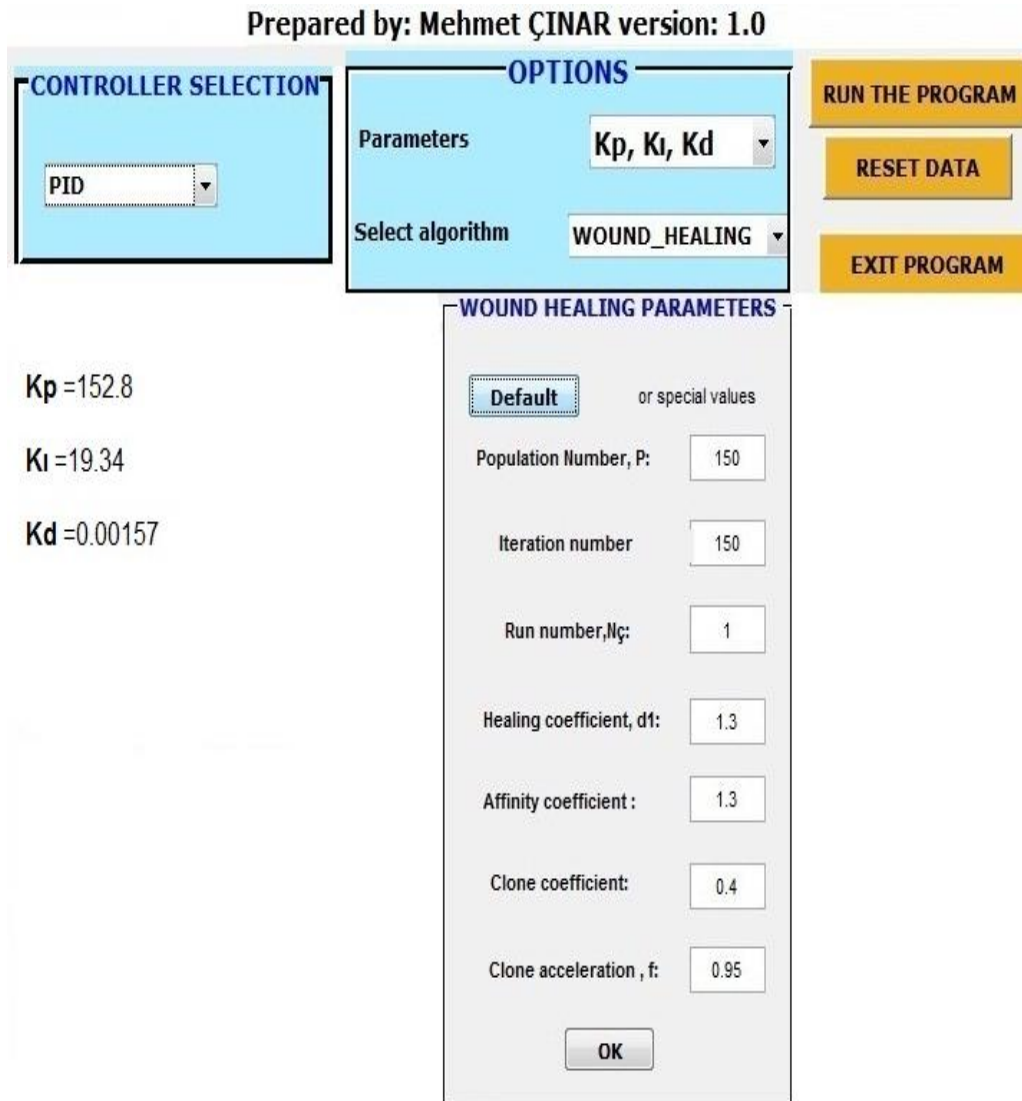 Prepared by: Mehmet ÇINAR version: 1.0
CONTROLLER SELECTION
PID
OPTIONS
Parameters
Kp, Kı, Kd
Select algorithm
WOUND_HEALING
RUN THE PROGRAM
RESET DATA
EXIT PROGRAM
Kp =152.8
Kı =19.34
Kd =0.00157
WOUND HEALING PARAMETERS
Default or special values
Population Number, P: 150
Iteration number 150
Run number,Nç: 1
Healing coefficient, d1: 1.3
Affinity coefficient : 1.3
Clone coefficient: 0.4
Clone acceleration , f: 0.95
OK